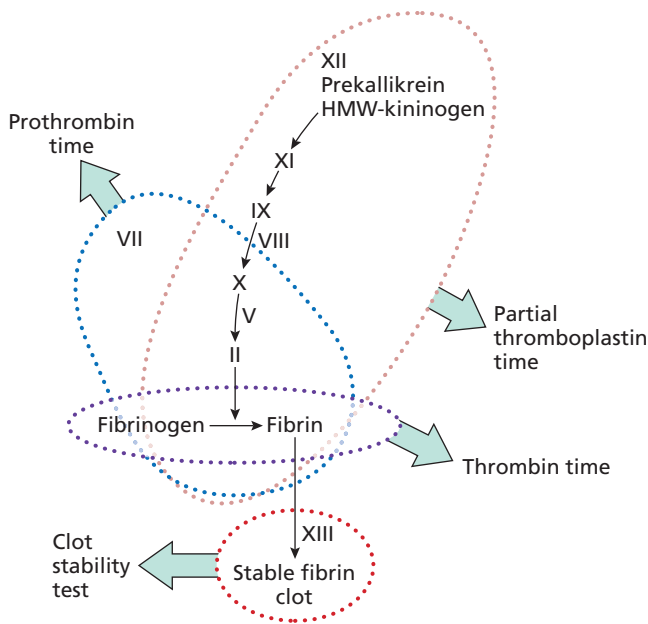 XII
Prekallikrein
HMW-kininogen
Prothrombin
time
XI
IX
VII
VIII
X
V
Partial
thromboplastin
time
II
Fibrinogen
Fibrin
Thrombin time
XIII
Clot
stability
test
Stable fibrin
clot